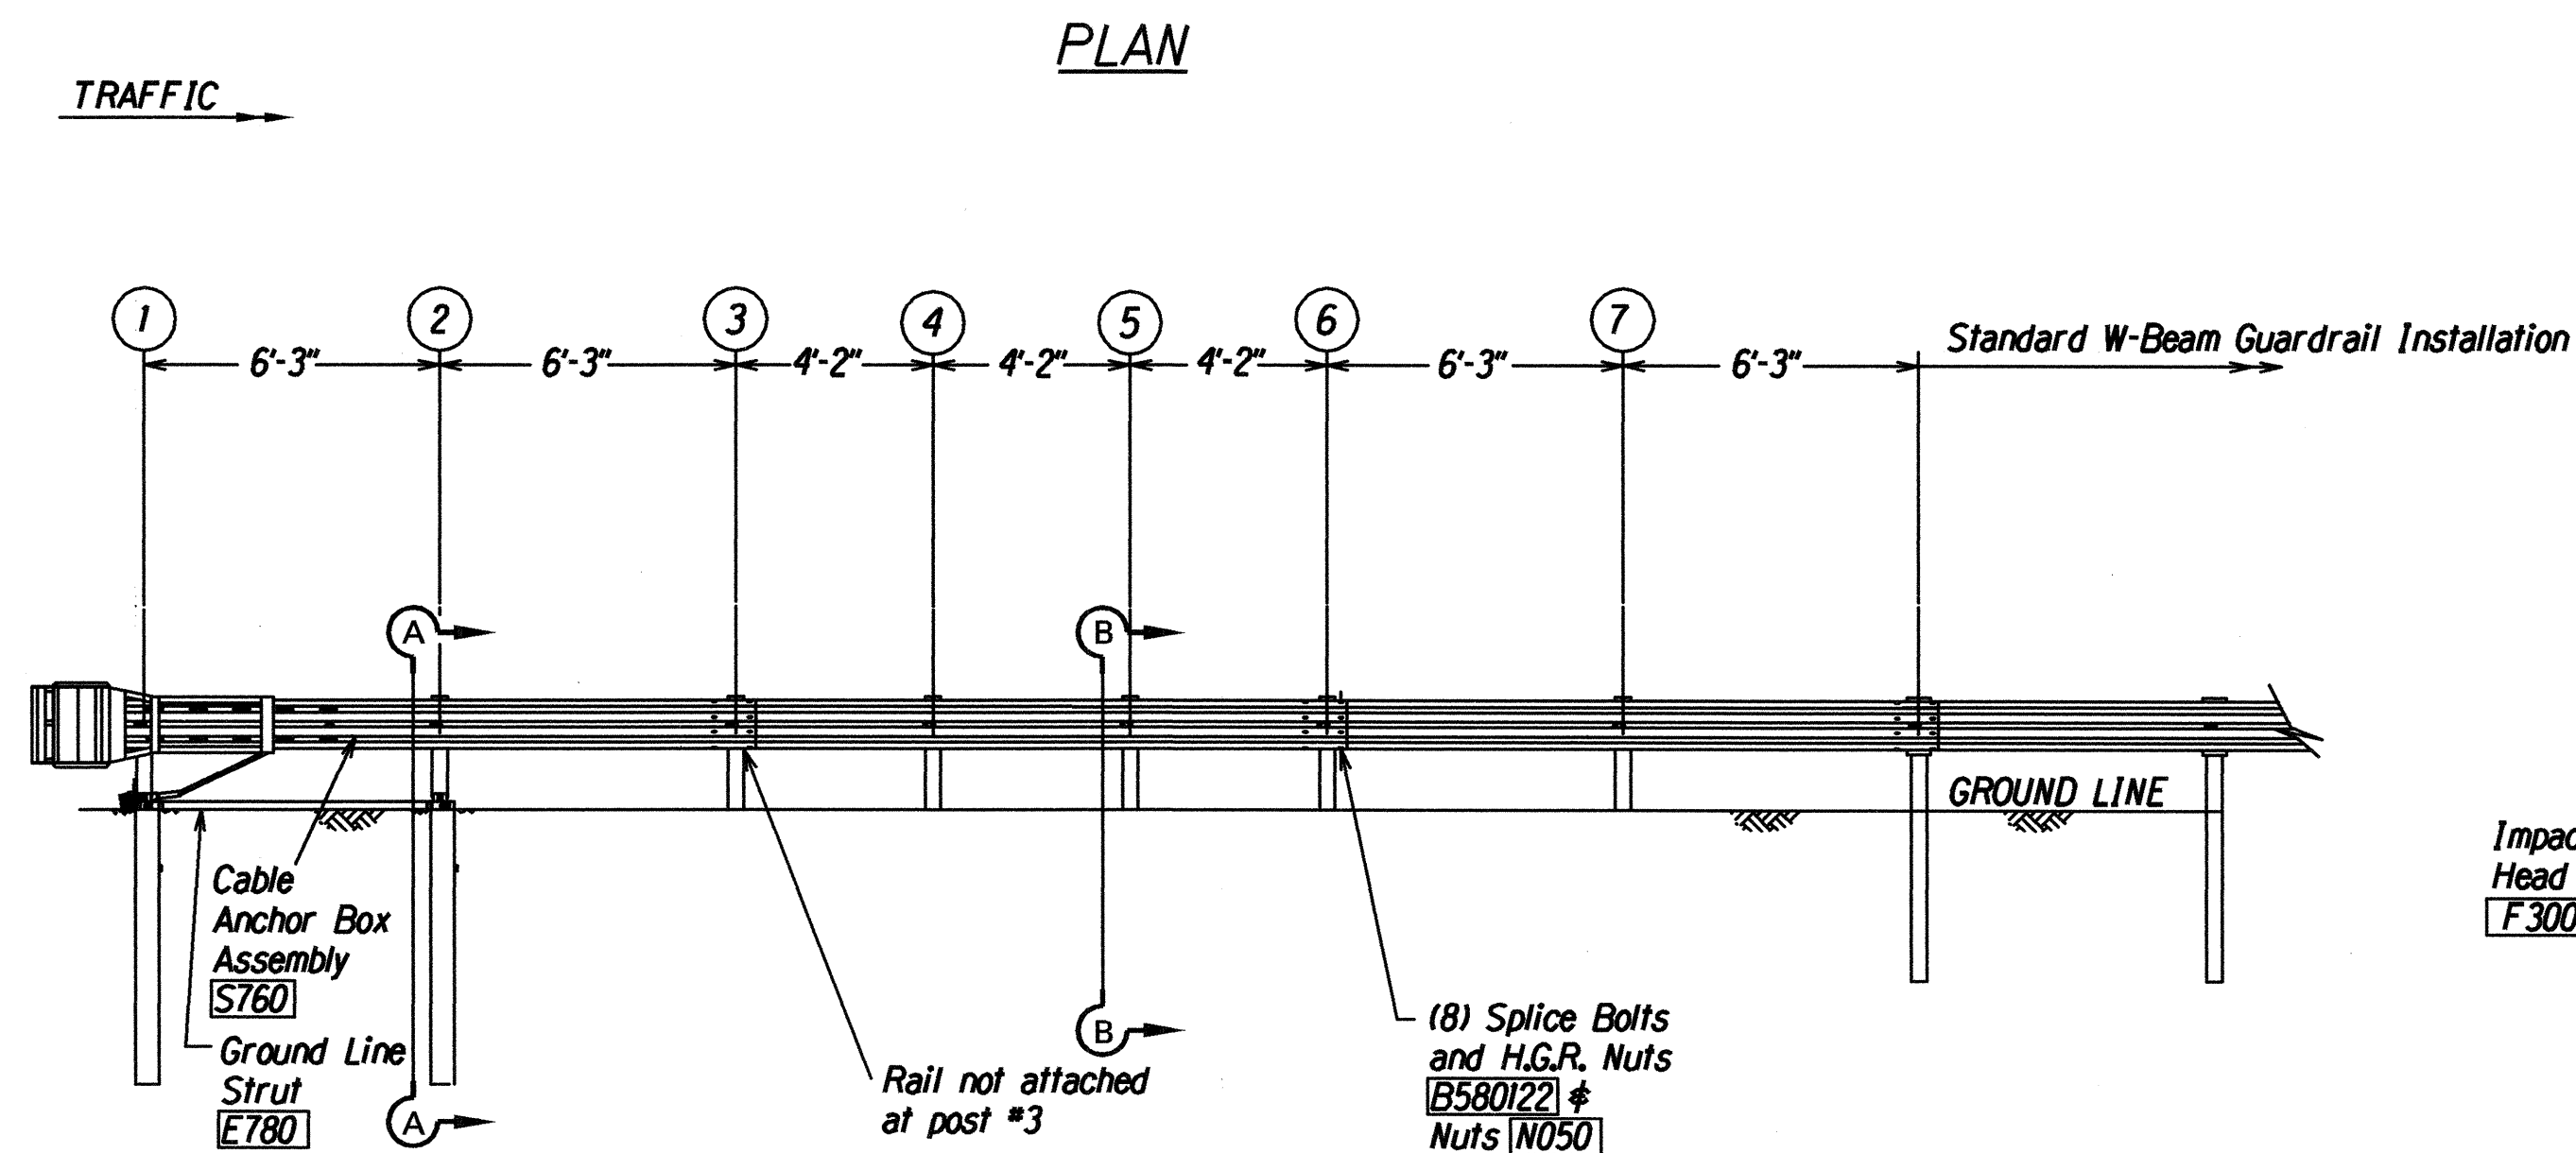 PLAN
TRAFFIC
1 2 3 4 5 6 7
6'-3" 6'-3" 4'-2" 4'-2" 4'-2" 6'-3" 6'-3"
Standard W-Beam Guardrail Installation
A B
GROUND LINE
Cable
Anchor Box
Assembly
S760
Ground Line
Strut
E780
A
B
Rail not attached
at post #3
(8) Splice Bolts
and H.G.R. Nuts
B580122 &
Nuts N050
Head
F300